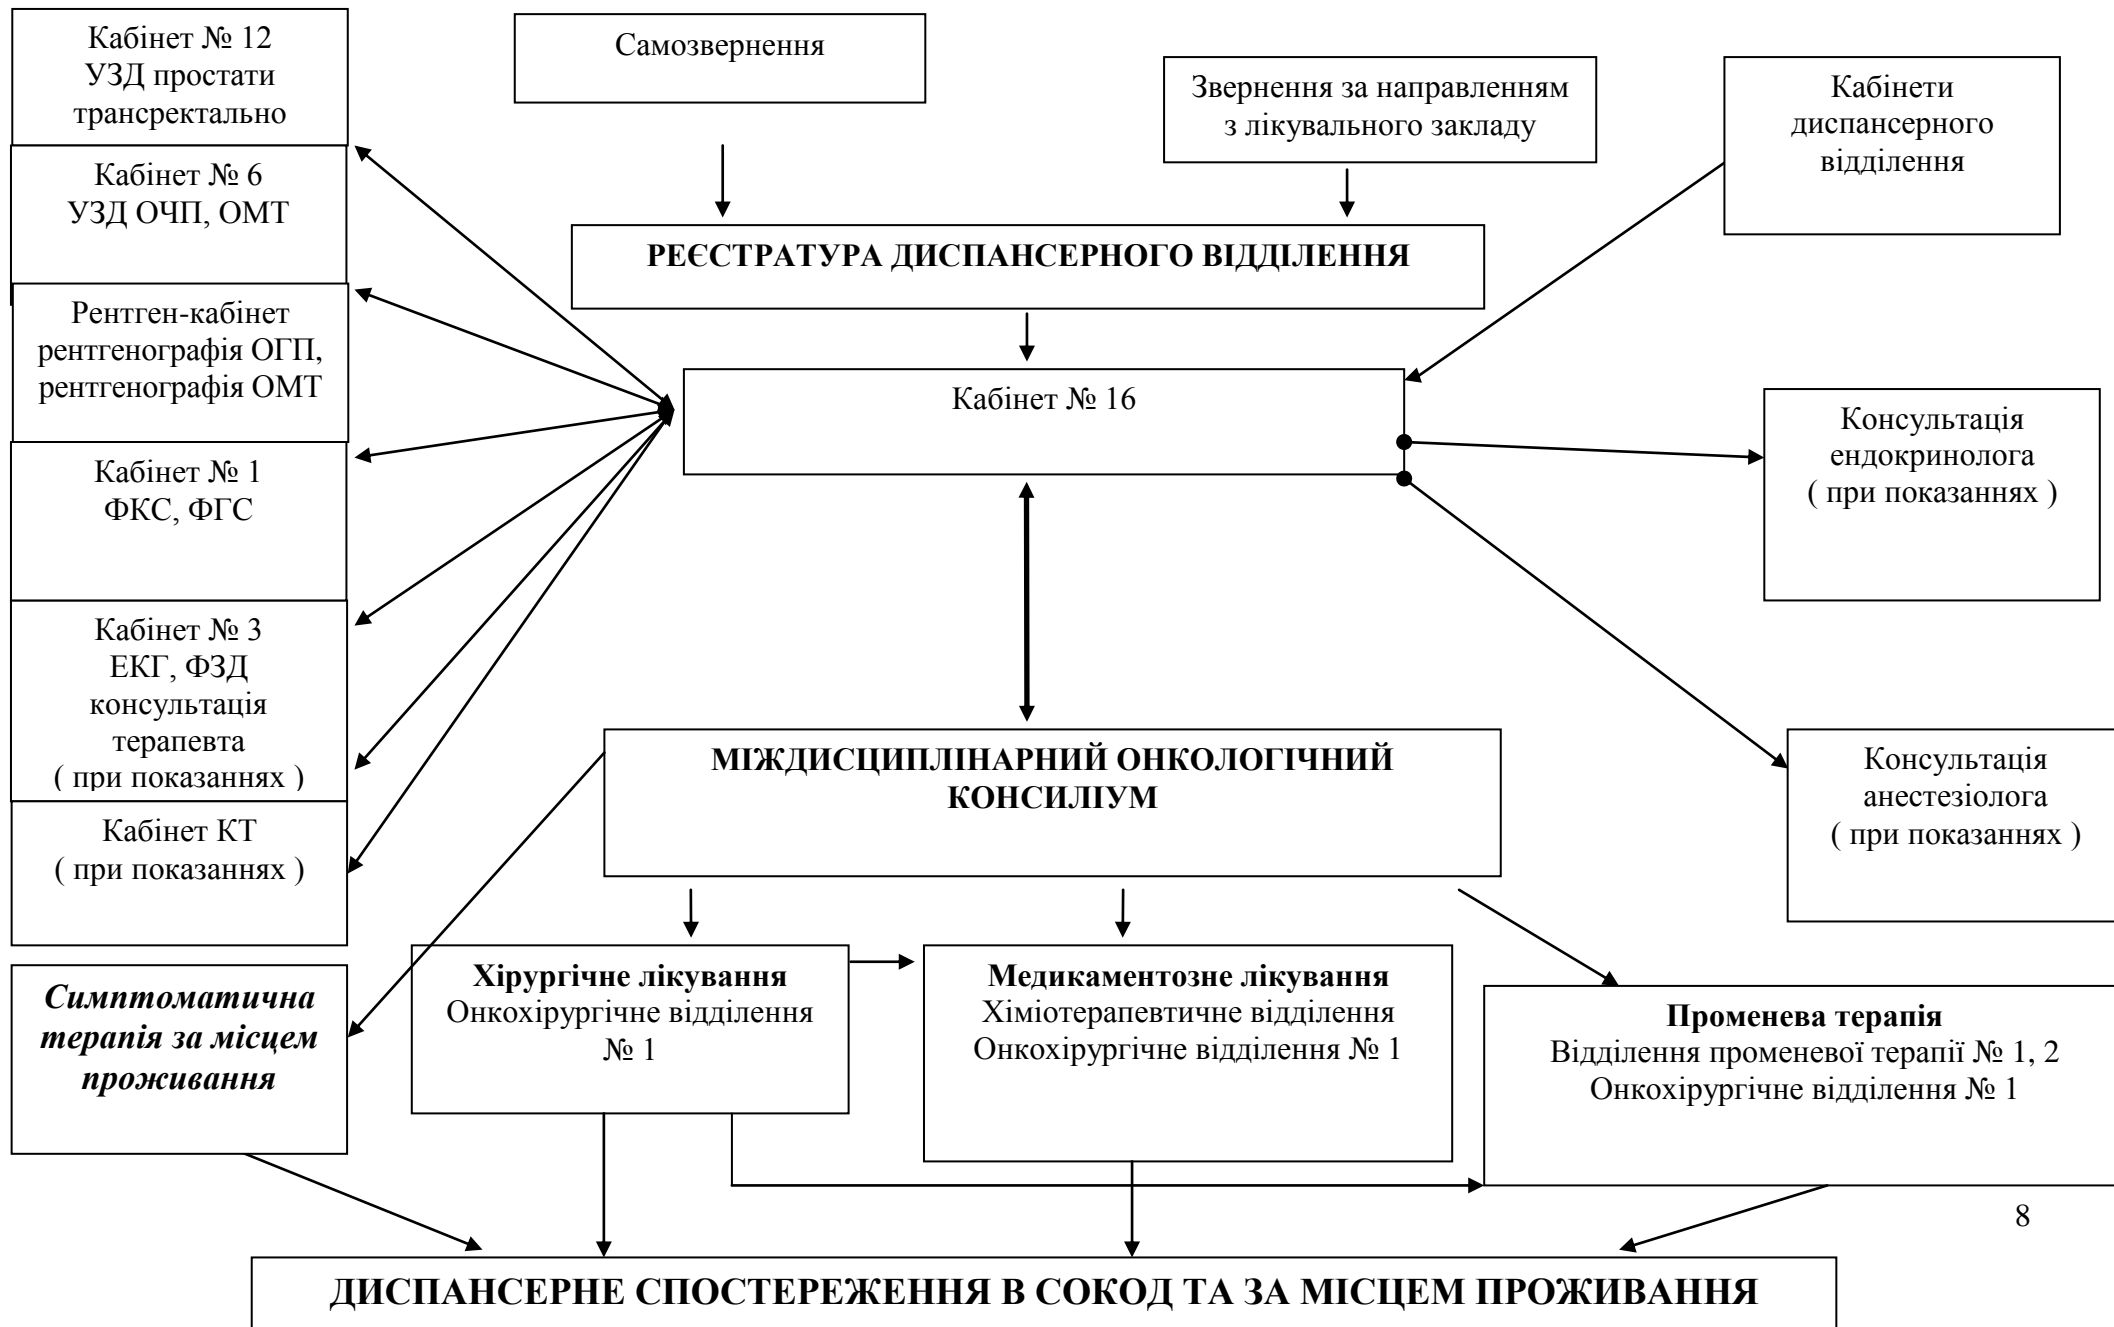 Кабінет № 12
УЗД простати
трансректально
Самозвернення
Звернення за направленням
з лікувального закладу
Кабінети
диспансерного
відділення
Кабінет № 6
УЗД ОЧП, ОМТ
РЕЄСТРАТУРА ДИСПАНСЕРНОГО ВІДДІЛЕННЯ
Рентген-кабінет
рентгенографія ОГП,
рентгенографія ОМТ
Кабінет № 16
Консультація
ендокринолога
( при показаннях )
Кабінет № 1
ФКС, ФГС
Кабінет № 3
ЕКГ, ФЗД
консультація
терапевта
( при показаннях )
МІЖДИСЦИПЛІНАРНИЙ ОНКОЛОГІЧНИЙ
КОНСИЛІУМ
Консультація
анестезіолога
( при показаннях )
Кабінет КТ
( при показаннях )
Симптоматична
терапія за місцем
проживання
Хірургічне лікування
Онкохірургічне відділення
№ 1
Медикаментозне лікування
Хіміотерапевтичне відділення
Онкохірургічне відділення № 1
Променева терапія
Відділення променевої терапії № 1, 2
Онкохірургічне відділення № 1
8
ДИСПАНСЕРНЕ СПОСТЕРЕЖЕННЯ В СОКОД ТА ЗА МІСЦЕМ ПРОЖИВАННЯ